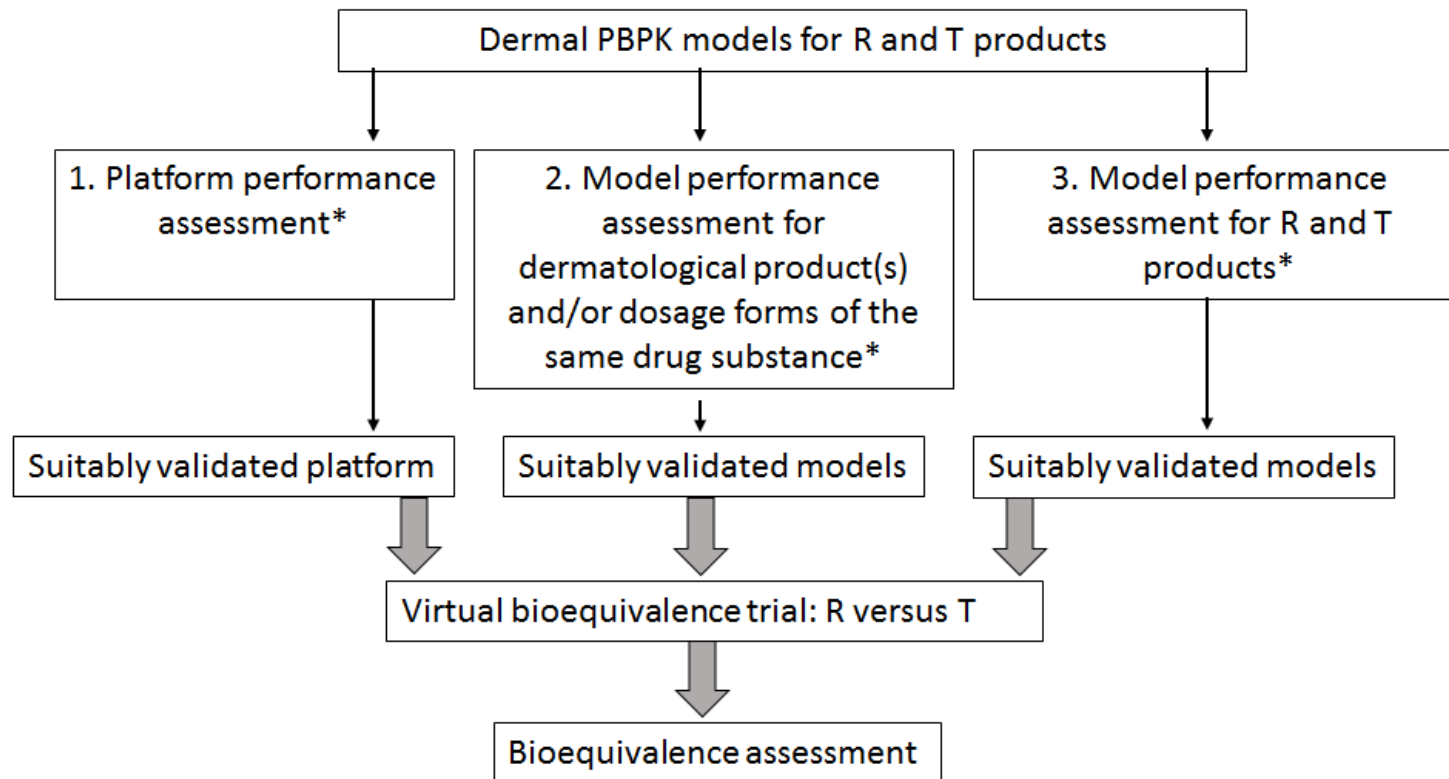 Dermal PBPK models for R and T products
1. Platform performance
assessment*
2. Model performance
assessment for
dermatological product(s)
and/or dosage forms of the
same drug substance*
3. Model performance
assessment for R and T
products*
Suitably validated platform
Suitably validated models
Suitably validated models
Virtual bioequivalence trial: R versus T
Bioequivalence assessment